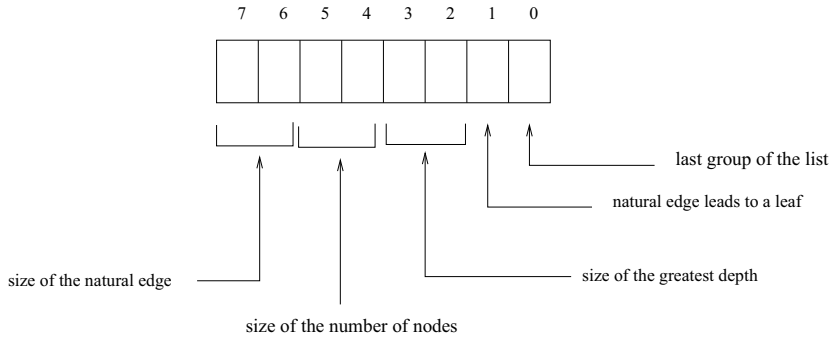 7 6 5 4 3 2 1 0
last group of the list
natural edge leads to a leaf
size of the natural edge
size of the greatest depth
size of the number of nodes